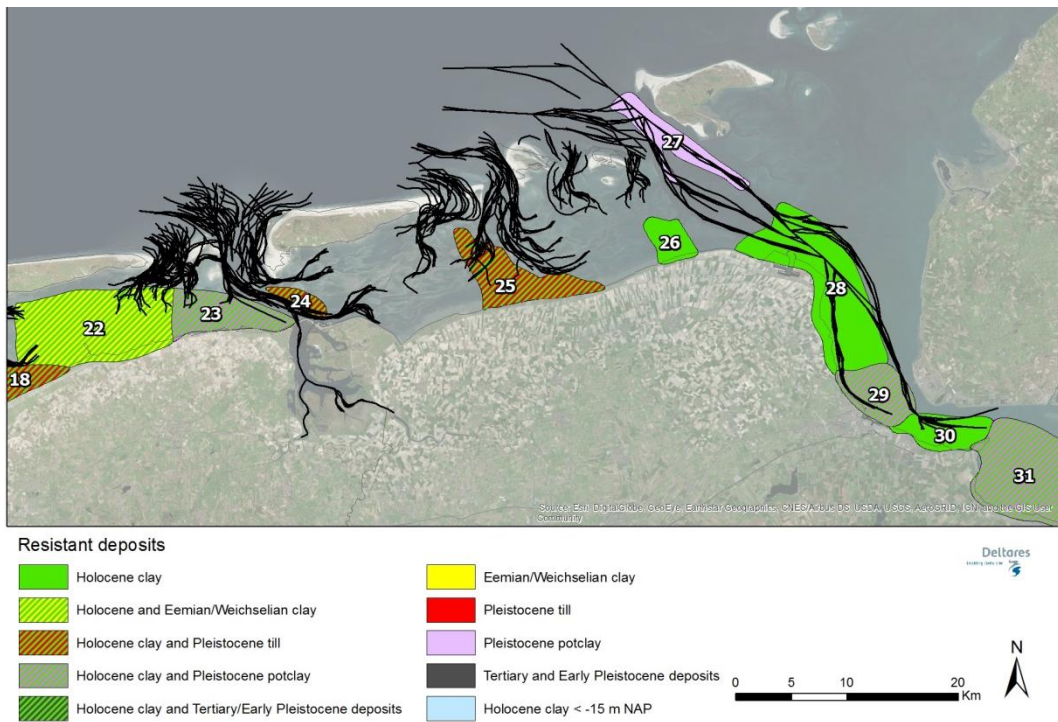 27
26
28
25
24
23
22
18
29
30
31
Source: Esri, DigitalGlobe, GeoEye, Earthstar Geographics, CNES/Airbus DS, USDA, USGS, AeroGRID, IGN, and the GIS User
Community
Resistant deposits
Holocene clay
Holocene and Eemian/Weichselian clay
Holocene clay and Pleistocene till
Holocene clay and Pleistocene potclay
Holocene clay and Tertiary/Early Pleistocene deposits
Eemian/Weichselian clay
Pleistocene till
Pleistocene potclay
Tertiary and Early Pleistocene deposits
Holocene clay < -15 m NAP
Deltares
N
0 5 10 20
Km